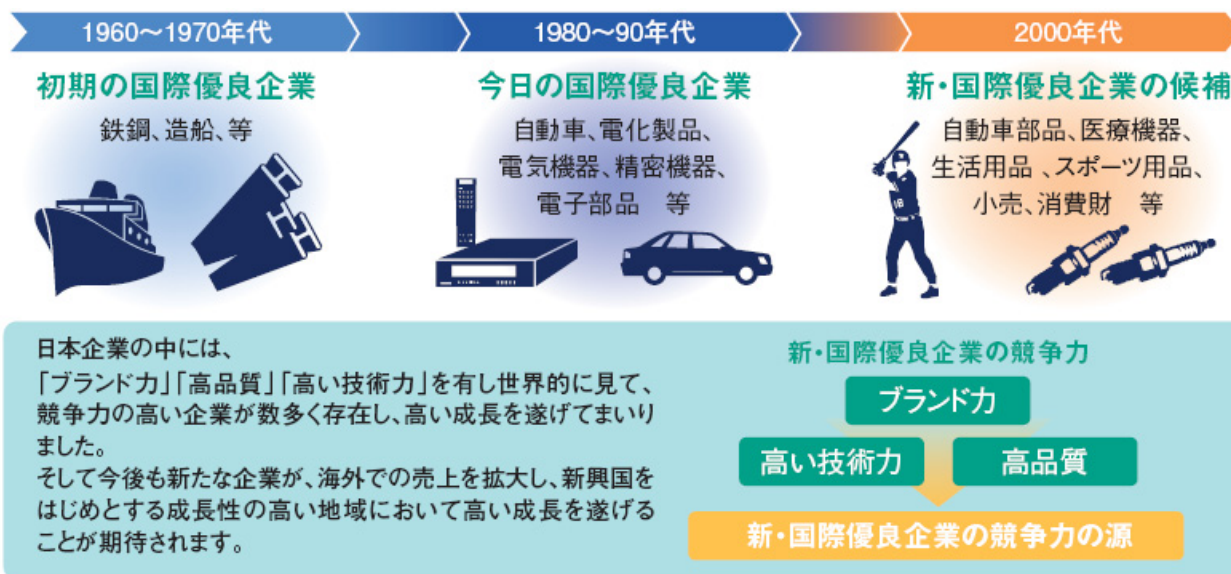 1960～1970年代
1980～90年代
2000年代
初期の国際優良企業
鉄鋼、造船、等
今日の国際優良企業
自動車、電化製品、
電気機器、精密機器、
電子部品　等
新・国際優良企業の候補
自動車部品、医療機器、
生活用品 、スポーツ用品、
小売、消費財　等
18
日本企業の中には、
「ブランド力」「高品質」「高い技術力」を有し世界的に見て、
競争力の高い企業が数多く存在し、高い成長を遂げてまいり
ました。
そして今後も新たな企業が、海外での売上を拡大し、新興国を
はじめとする成長性の高い地域において高い成長を遂げる
ことが期待されます。
新・国際優良企業の競争力
ブランド力
高い技術力
高品質
新・国際優良企業の競争力の源